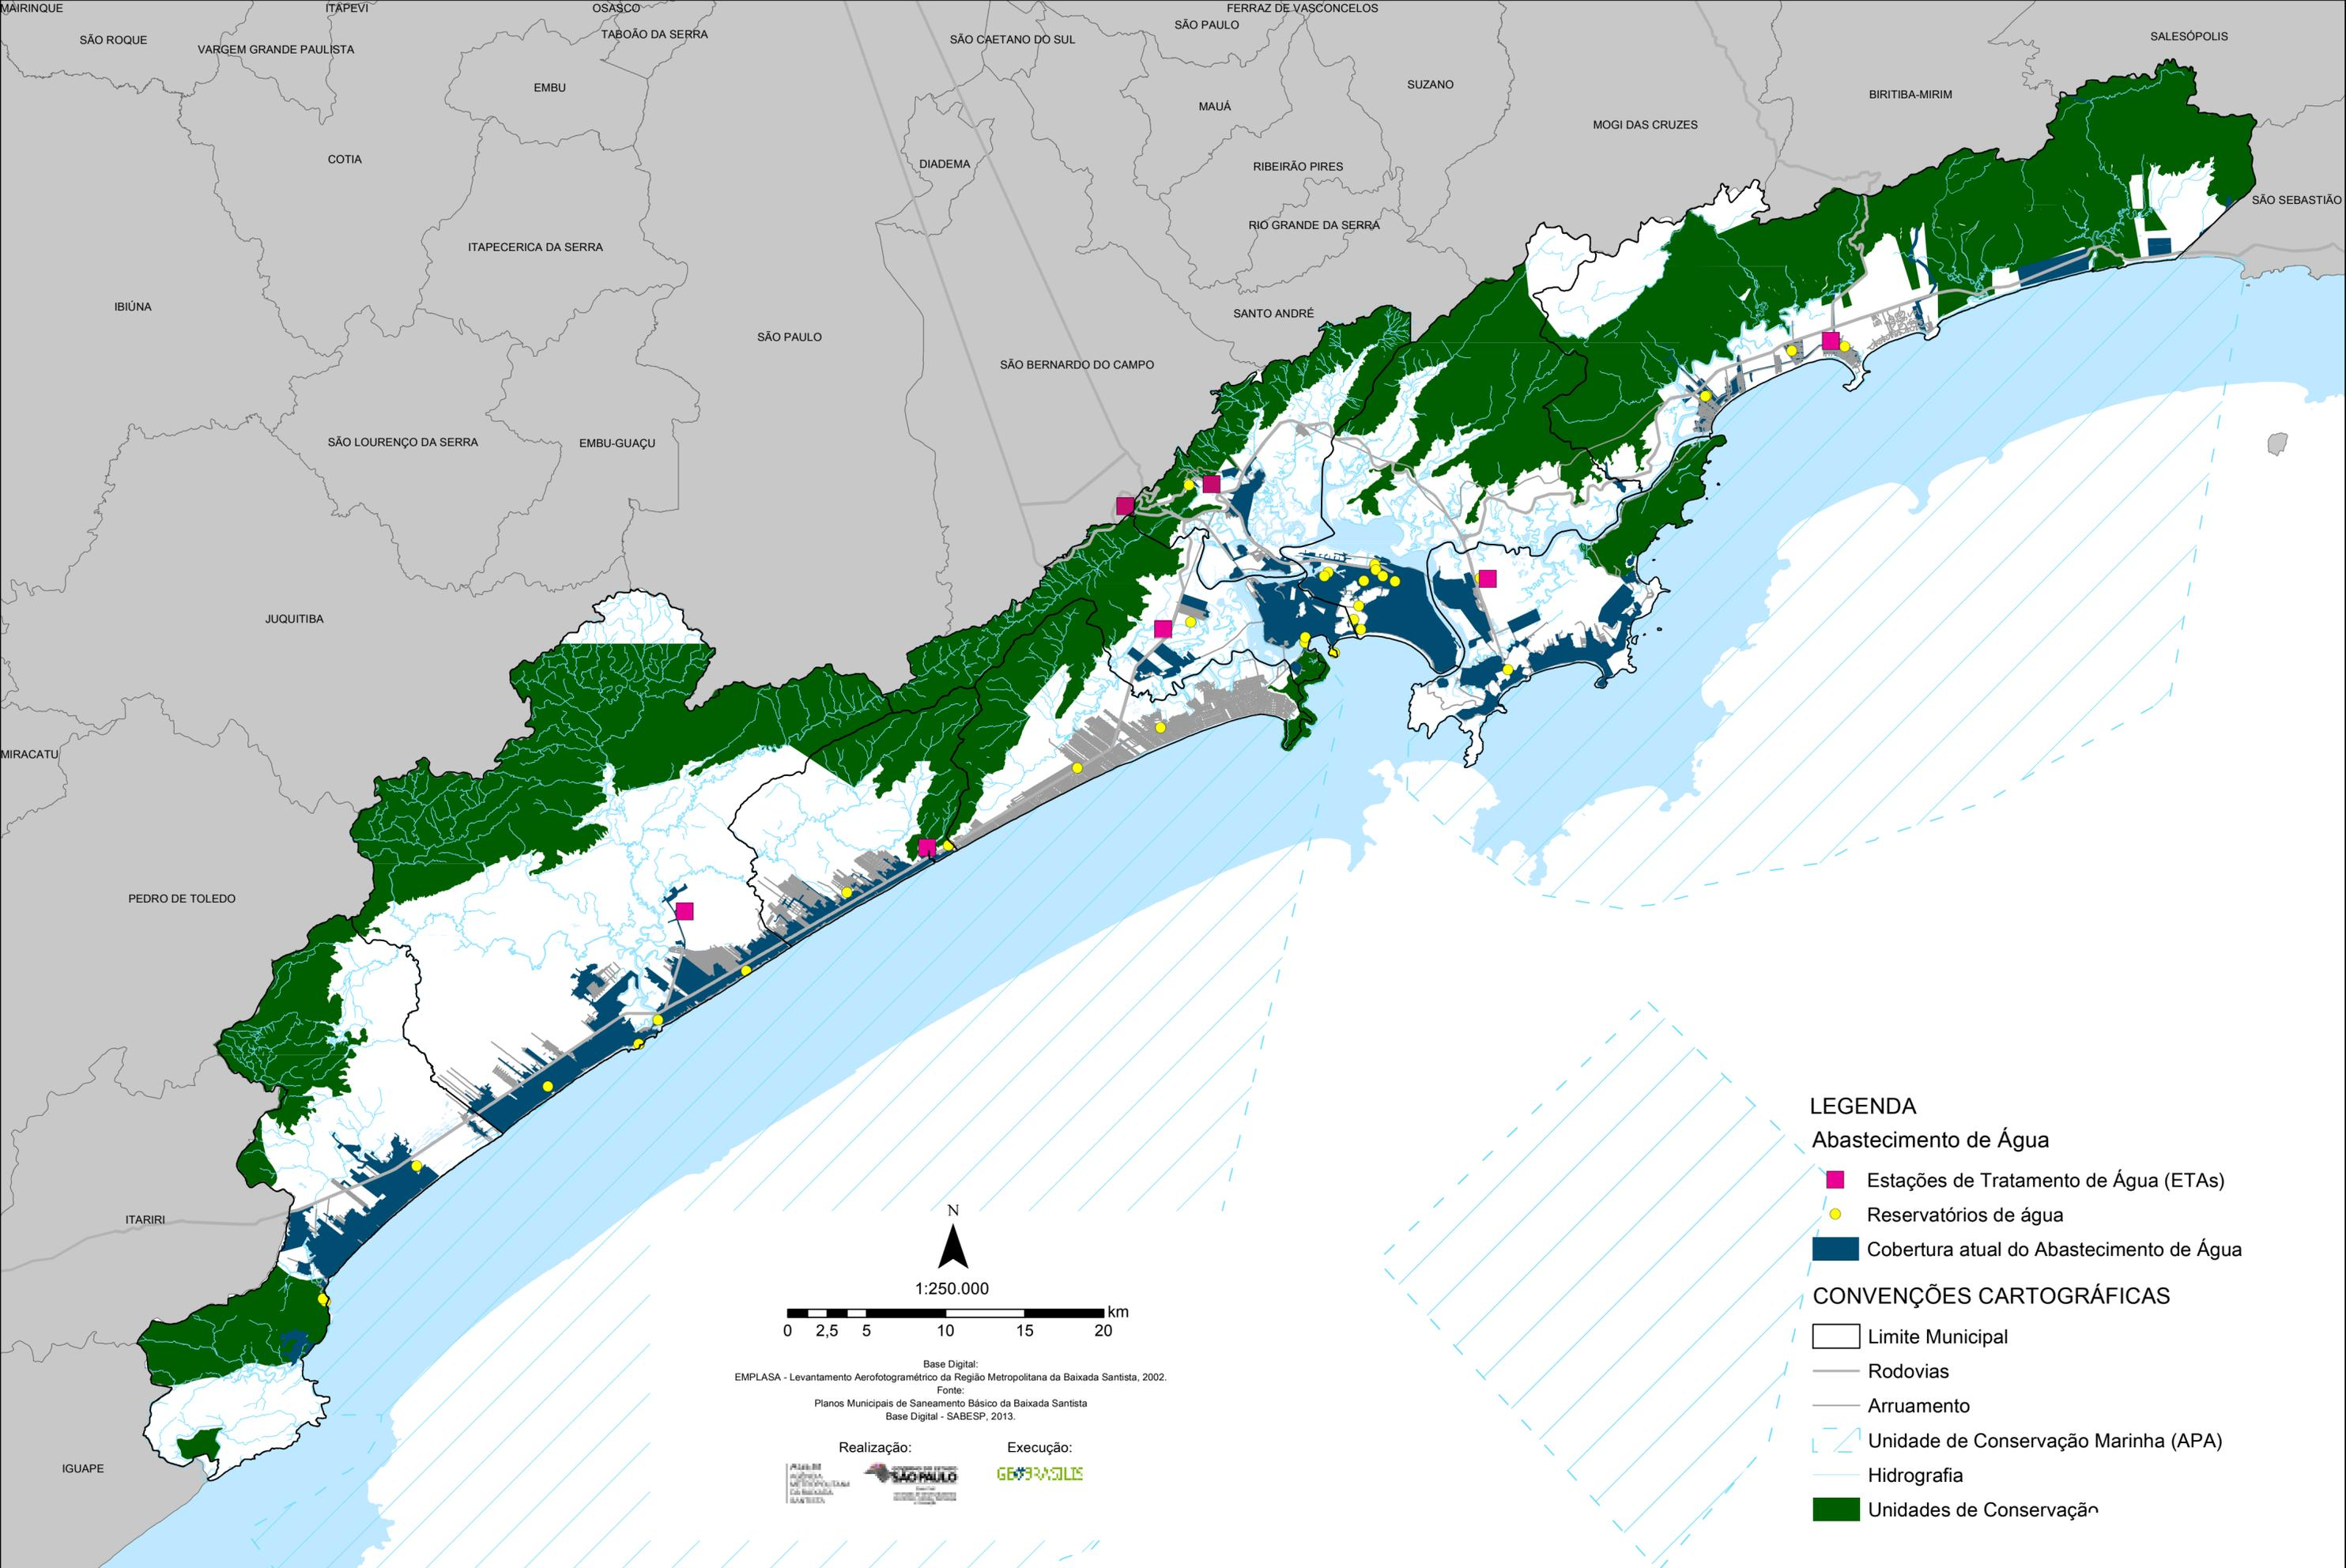 MAIRINQUE
ITAPEVI
OSASCO
FERRAZ DE VASCONCELOS
SÃO PAULO
TABOÃO DA SERRA
SALESÓPOLIS
SÃO ROQUE
SÃO CAETANO DO SUL
VARGEM GRANDE PAULISTA
EMBU
SUZANO
BIRITIBA-MIRIM
MAUÁ
MOGI DAS CRUZES
COTIA
DIADEMA
RIBEIRÃO PIRES
SÃO SEBASTIÃO
RIO GRANDE DA SERRA
ITAPECERICA DA SERRA
IBIÚNA
SANTO ANDRÉ
SÃO PAULO
SÃO BERNARDO DO CAMPO
SÃO LOURENÇO DA SERRA
EMBU-GUAÇU
JUQUITIBA
MIRACATU
PEDRO DE TOLEDO
ITARIRI
IGUAPE
N
1:250.000
km
0 2,5 5 10 15 20
Base Digital:
EMPLASA - Levantamento Aerofotogramétrico da Região Metropolitana da Baixada Santista, 2002.
Fonte:
Planos Municipais de Saneamento Básico da Baixada Santista
Base Digital - SABESP, 2013.
Realização:
Execução:
AGÊNCIA
METROPOLITANA
DA BAIXADA
SANTISTA
SÃO PAULO
GEOBRASILIS
LEGENDA
Abastecimento de Água
Estações de Tratamento de Água (ETAs)
Reservatórios de água
Cobertura atual do Abastecimento de Água
CONVENÇÕES CARTOGRÁFICAS
Limite Municipal
Rodovias
Arruamento
Unidade de Conservação Marinha (APA)
Hidrografia
Unidades de Conservação